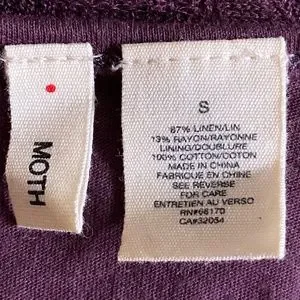 MOTH
S
87% LINEN/LIN
13% RAYON/RAYONNE
LINING/DOUBLURE
100% COTTON/COTON
MADE IN CHINA
FABRIQUE EN CHINE
SEE REVERSE
FOR CARE
ENTRETIEN AU VERSO
RN#66170
CA#32054